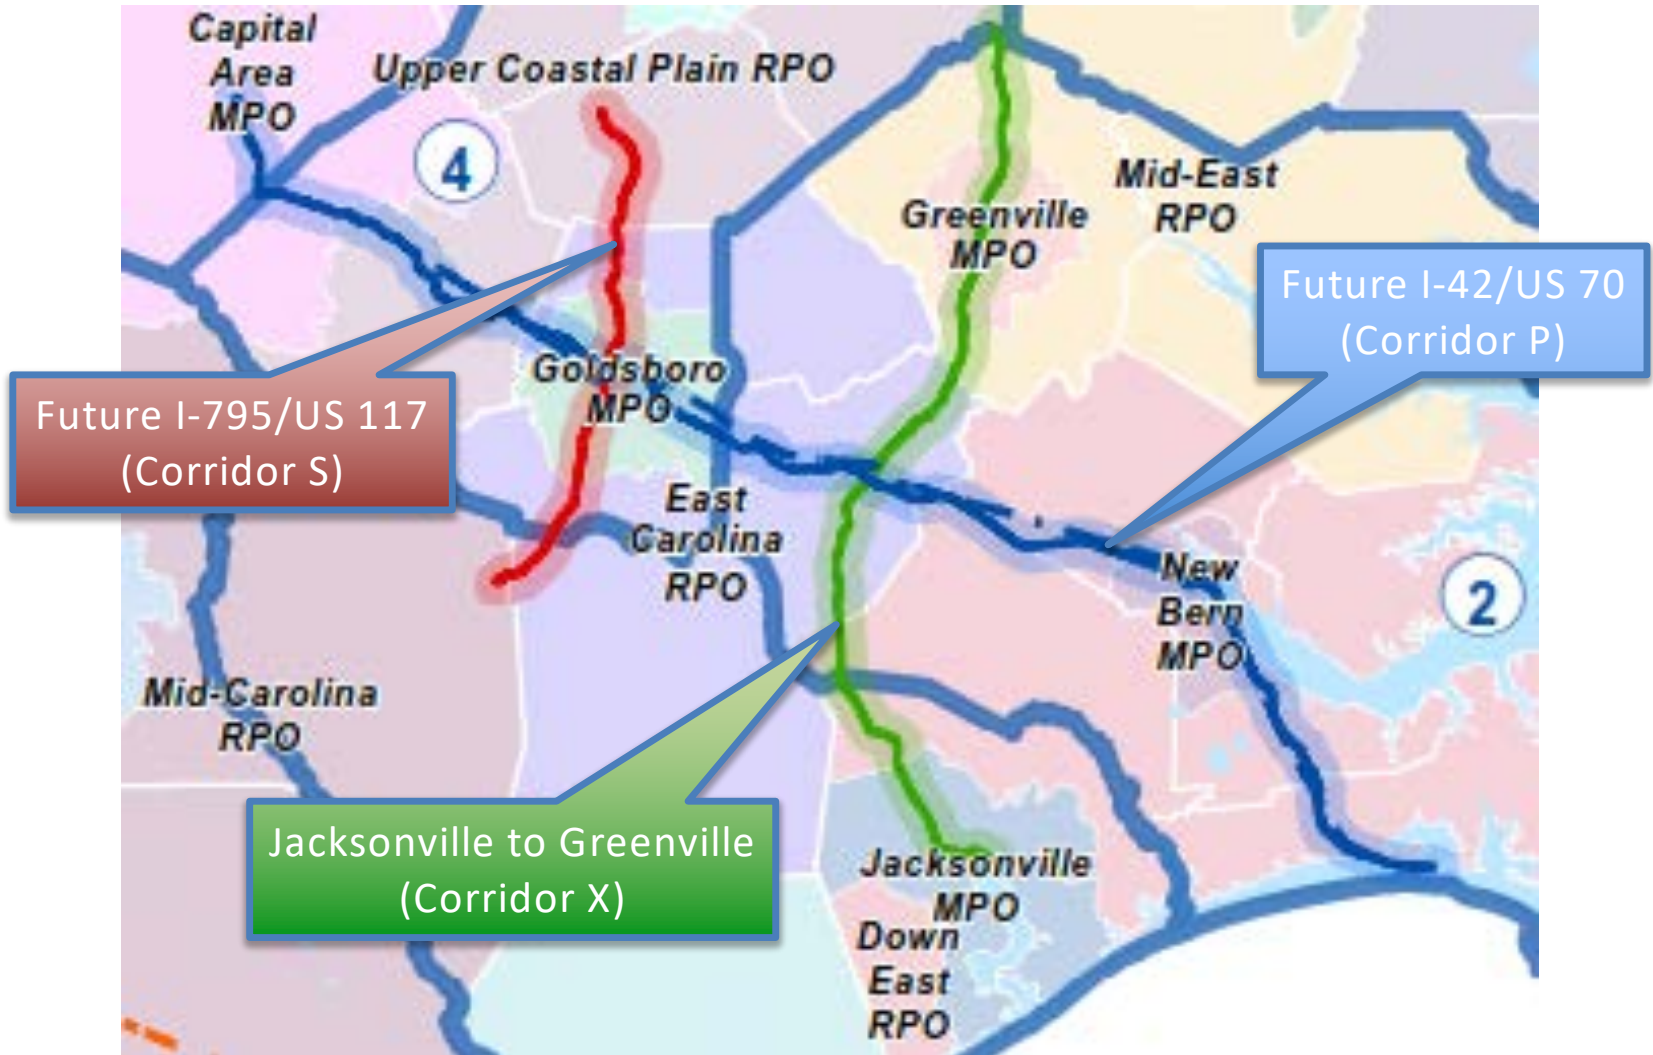 Capital
Area
MPO
Upper Coastal Plain RPO
4
Mid-East
RPO
Greenville
MPO
Future I-42/US 70
(Corridor P)
Goldsboro
MPO
Future I-795/US 117
(Corridor S)
East
Carolina
RPO
New
Bern
MPO
2
Mid-Carolina
RPO
Jacksonville to Greenville
(Corridor X)
Jacksonville
MPO
Down
East
RPO